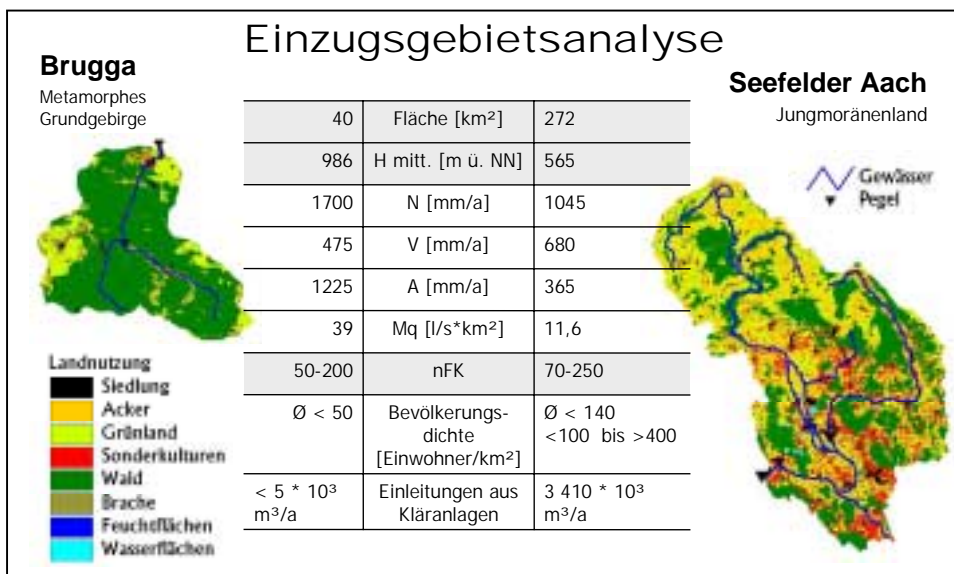 Einzugsgebietsanalyse
Brugga
Metamorphes
Grundgebirge
Seefelder Aach
Jungmoränenland
Gewässer
Pegel
40 Fläche [km²] 272
986 H mitt. [m ü. NN] 565
1700 N [mm/a] 1045
475 V [mm/a] 680
1225 A [mm/a] 365
39 Mq [l/s*km²] 11,6
50-200 nFK 70-250
Ø < 50 Bevölkerungs- Ø < 140
dichte <100 bis >400
[Einwohner/km²]
< 5 * 10³ Einleitungen aus 3 410 * 10³
m³/a Kläranlagen m³/a
Landnutzung
Siedlung
Acker
Grünland
Sonderkulturen
Wald
Brache
Feuchtflächen
Wasserflächen